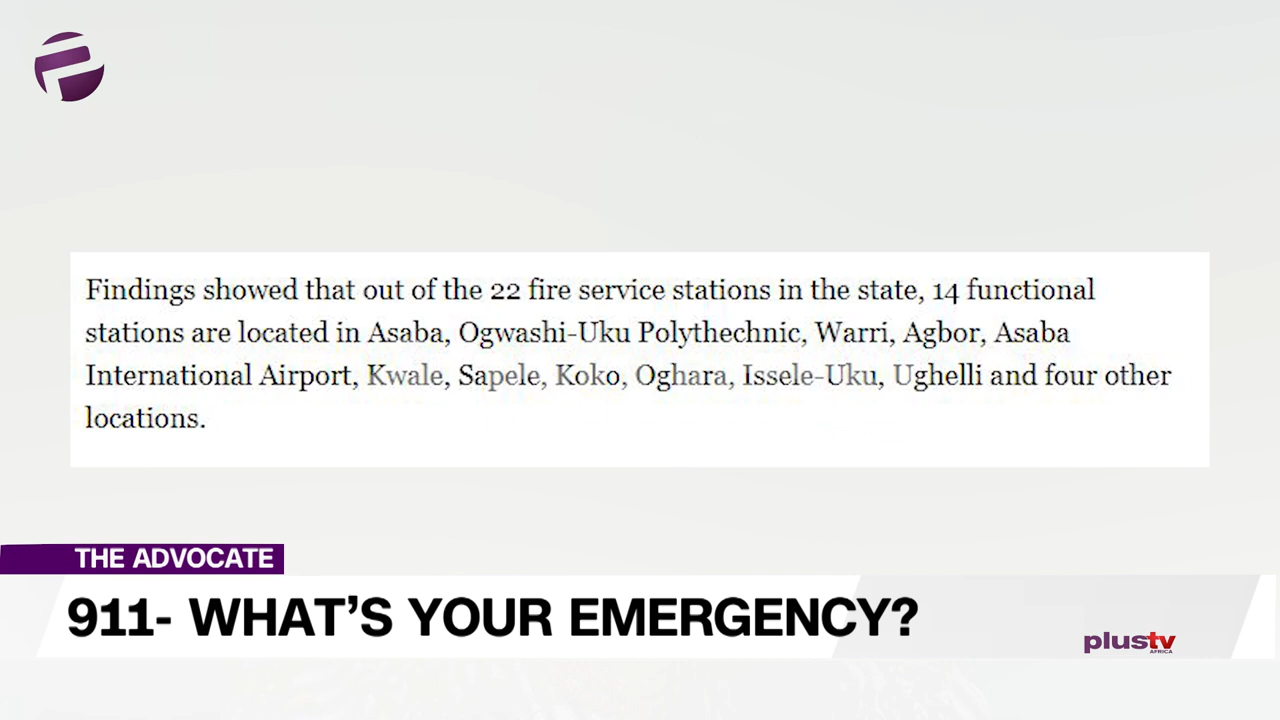 Findings showed that out of the 22 fire service stations in the state, 14 functional
stations are located in Asaba, Ogwashi-Uku Polythechnic, Warri, Agbor, Asaba
International Airport, Kwale, Sapele, Koko, Oghara, Issele-Uku, Ughelli and four other
locations.
THE ADVOCATE
911- WHAT'S YOUR EMERGENCY?
plustv
AFRICA